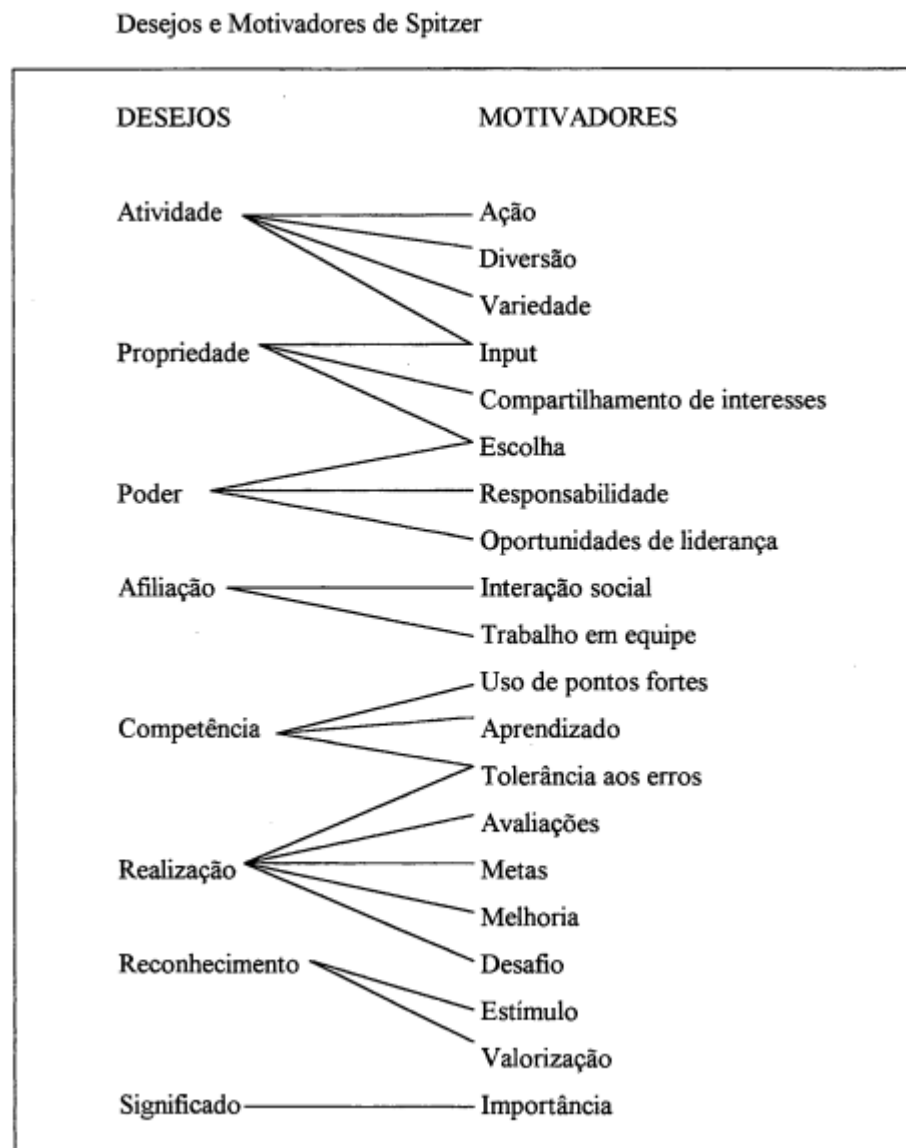 Desejos e Motivadores de Spitzer
DESEJOS MOTIVADORES
Atividade Ação
Diversão
Variedade
Propriedade Input
Compartilhamento de interesses
Escolha
Poder Responsabilidade
Oportunidades de liderança
Afiliação Interação social
Trabalho em equipe
Uso de pontos fortes
Competência Aprendizado
Tolerância aos erros
Avaliações
Realização Metas
Melhoria
Reconhecimento Desafio
Estímulo
Valorização
Significado Importância